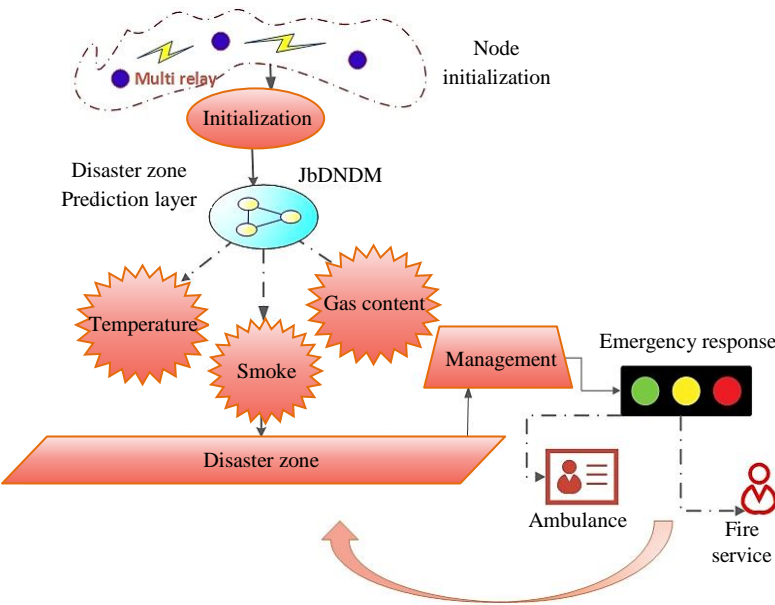 Node
initialization
Multi relay
Initialization
Disaster zone
Prediction layer
JbDNDM
Gas content
Temperature
Smoke
Management
Emergency response
Disaster zone
Ambulance
Fire
service